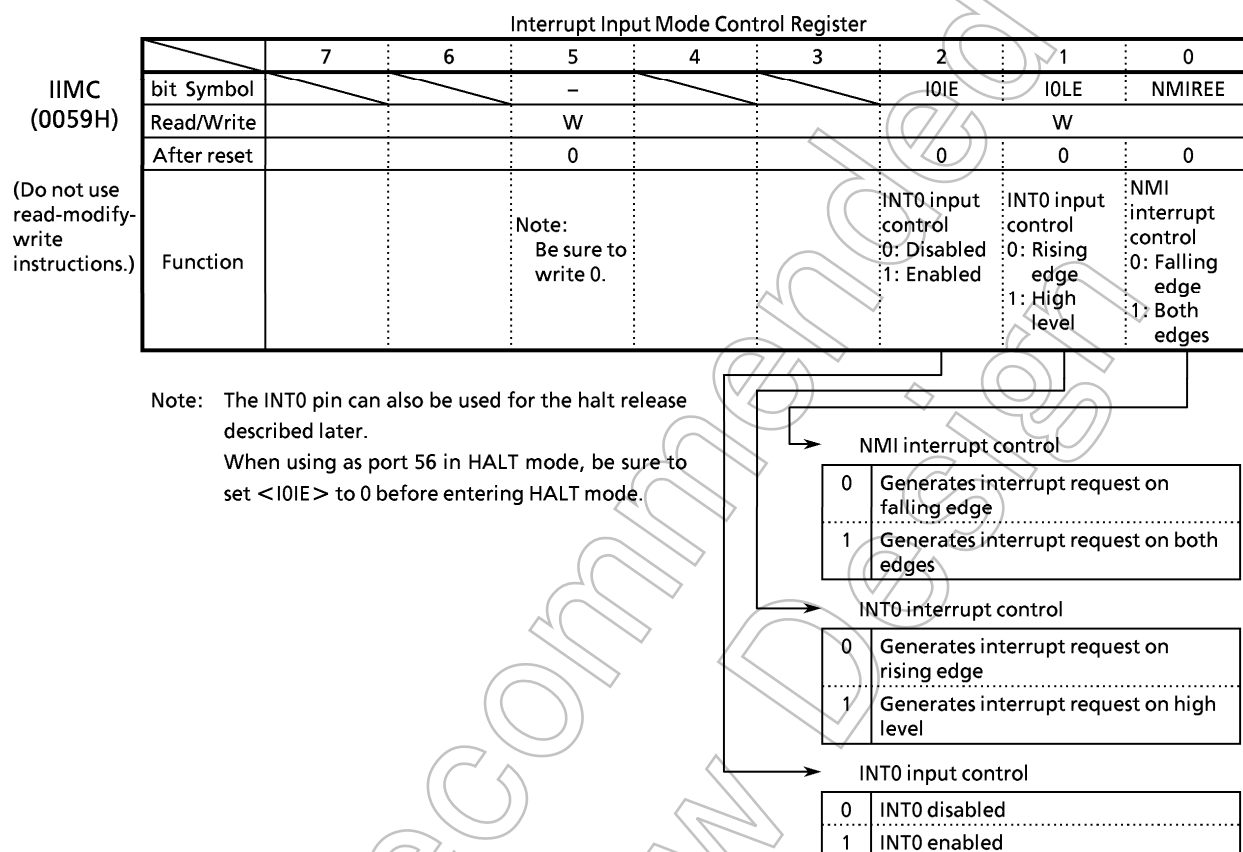 Interrupt Input Mode Control Register
7 6 5 4 3 2 1 0
IIMC
(0059H)
bit Symbol – I0IE I0LE NMIREE
Read/Write W W
After reset 0 0 0 0
(Do not use
read-modify-
write
instructions.)
Function
Note:
Be sure to
write 0.
INT0 input
control
0: Disabled
1: Enabled
INT0 input
control
0: Rising
edge
1: High
level
NMI
interrupt
control
0: Falling
edge
1: Both
edges
Note: The INT0 pin can also be used for the halt release
described later.
When using as port 56 in HALT mode, be sure to
set <I0IE> to 0 before entering HALT mode.
NMI interrupt control
0 Generates interrupt request on
falling edge
1 Generates interrupt request on both
edges
INT0 interrupt control
0 Generates interrupt request on
rising edge
1 Generates interrupt request on high
level
INT0 input control
0 INT0 disabled
1 INT0 enabled
ecommended
w Design